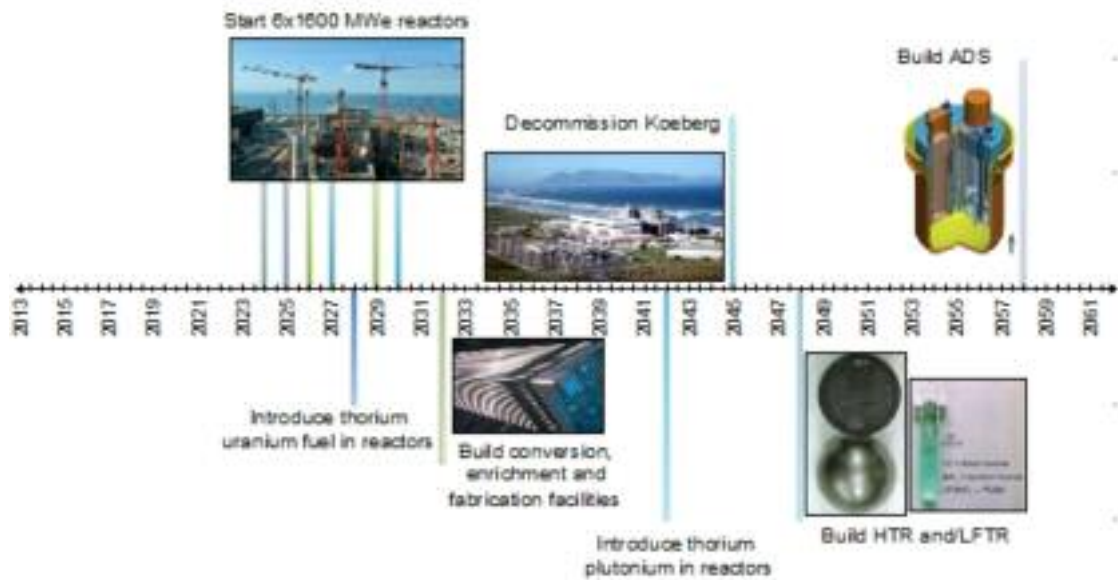 Start 6x1600 MWe reactors
Build ADS
Decommission Koeberg
2013
2015
2017
2019
2021
2023
2025
2027
2029
2031
2033
2035
2037
2039
2041
2043
2045
2047
2049
2051
2053
2055
2057
2059
2061
Introduce thorium
uranium fuel in reactors
Build conversion,
enrichment and
fabrication facilities
Introduce thorium
plutonium in reactors
Build HTR and/LFTR